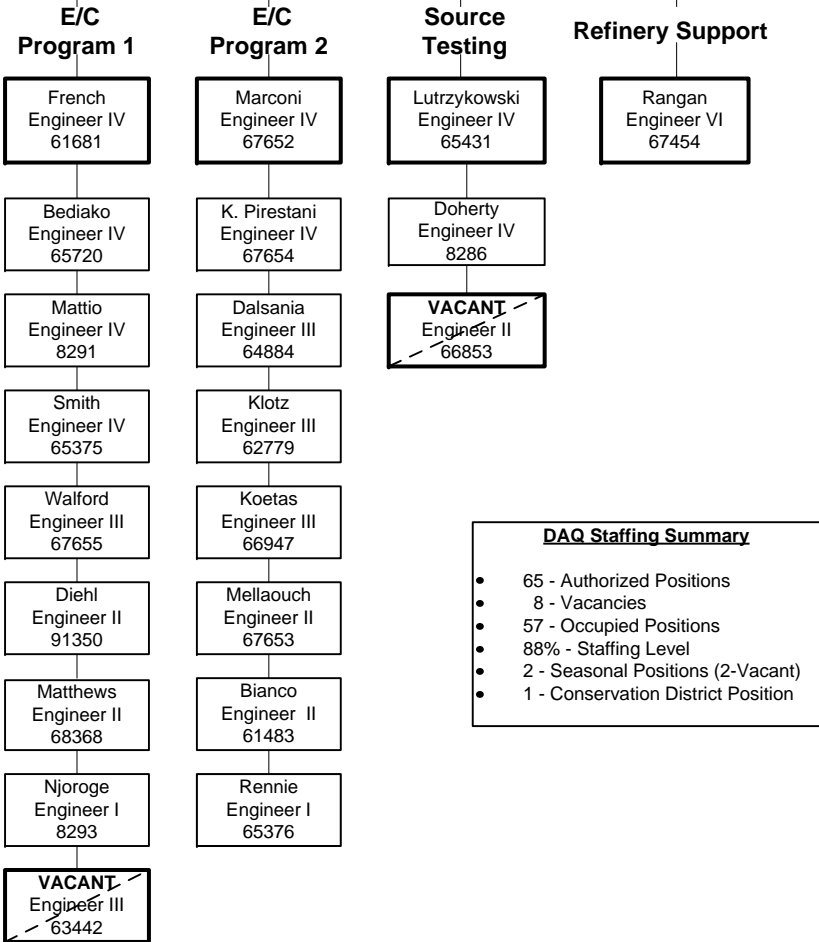 E/C
Program 1
French
Engineer IV
61681
Bediako
Engineer IV
65720
Mattio
Engineer IV
8291
Smith
Engineer IV
65375
Walford
Engineer III
67655
Diehl
Engineer II
91350
Matthews
Engineer II
68368
Njoroge
Engineer I
8293
VACANT
Engineer III
63442
E/C
Program 2
Marconi
Engineer IV
67652
K. Pirestani
Engineer IV
67654
Dalsania
Engineer III
64884
Klotz
Engineer III
62779
Koetas
Engineer III
66947
Mellaouch
Engineer II
67653
Bianco
Engineer II
61483
Rennie
Engineer I
65376
Source
Testing
Lutrzykowski
Engineer IV
65431
Doherty
Engineer IV
8286
VACANT
Engineer II
66853
Refinery Support
Rangan
Engineer VI
67454
DAQ Staffing Summary
• 65 - Authorized Positions
• 8 - Vacancies
• 57 - Occupied Positions
• 88% - Staffing Level
• 2 - Seasonal Positions (2-Vacant)
• 1 - Conservation District Position